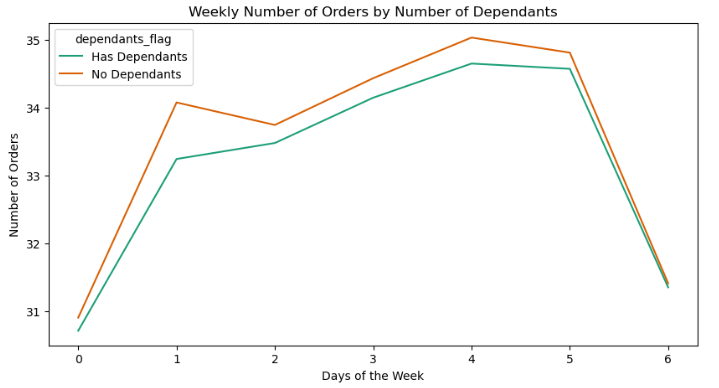 Weekly Number of Orders by Number of Dependants
dependants_flag
Has Dependants
No Dependants
Number of Orders
35
34
33
32
31
0 1 2 3 4 5 6
Days of the Week